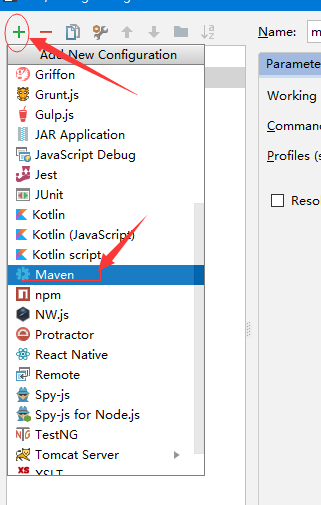 Name: m
Add New Configuration
Griffon
Grunt.js
Gulp.js
JAR Application
JavaScript Debug
Jest
JUnit
Kotlin
Kotlin (JavaScript)
Kotlin script
Maven
npm
NW.js
Protractor
React Native
Remote
Spy-js
Spy-js for Node.js
TestNG
Tomcat Server
XSLT
Paramete
Working
Comman
Profiles (s
Reso